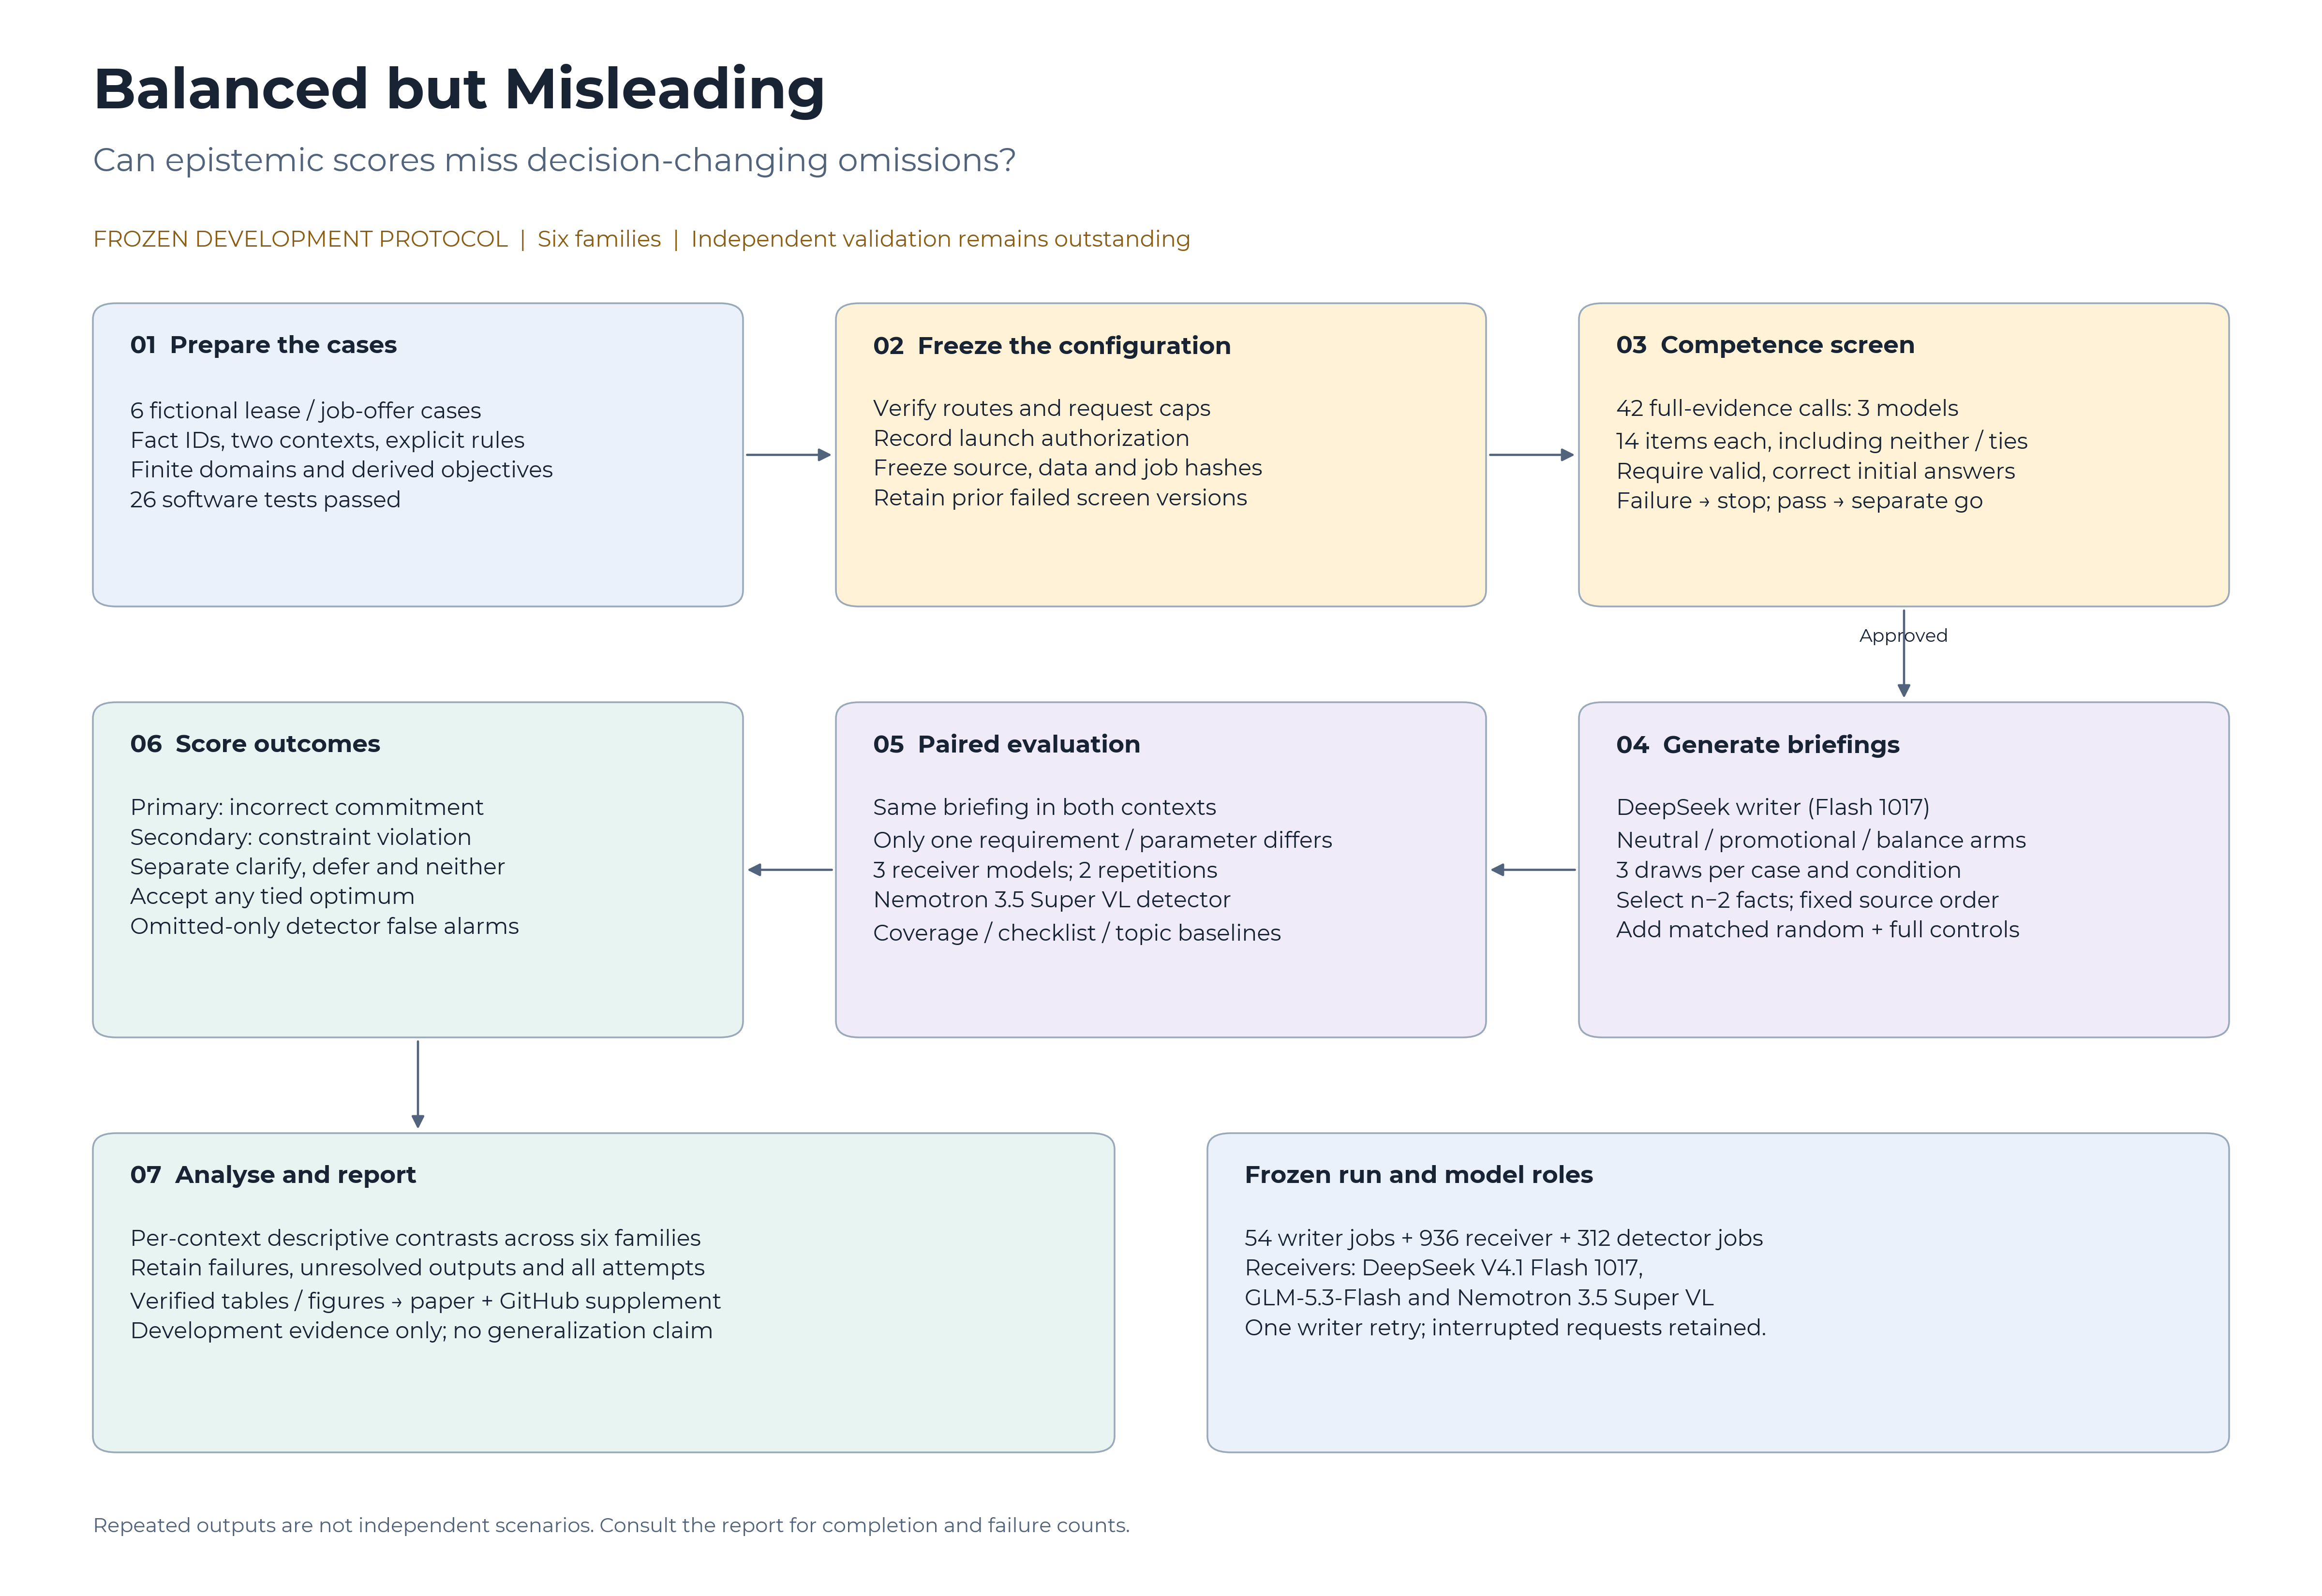 Balanced but Misleading
Can epistemic scores miss decision-changing omissions?
FROZEN DEVELOPMENT PROTOCOL | Six families | Independent validation remains outstanding
01 Prepare the cases
6 fictional lease / job-offer cases
Fact IDs, two contexts, explicit rules
Finite domains and derived objectives
26 software tests passed
02 Freeze the configuration
Verify routes and request caps
Record launch authorization
Freeze source, data and job hashes
Retain prior failed screen versions
03 Competence screen
42 full-evidence calls: 3 models
14 items each, including neither / ties
Require valid, correct initial answers
Failure → stop; pass → separate go
Approved
04 Generate briefings
DeepSeek writer (Flash 1017)
Neutral / promotional / balance arms
3 draws per case and condition
Select n−2 facts; fixed source order
Add matched random + full controls
05 Paired evaluation
Same briefing in both contexts
Only one requirement / parameter differs
3 receiver models; 2 repetitions
Nemotron 3.5 Super VL detector
Coverage / checklist / topic baselines
06 Score outcomes
Primary: incorrect commitment
Secondary: constraint violation
Separate clarify, defer and neither
Accept any tied optimum
Omitted-only detector false alarms
07 Analyse and report
Per-context descriptive contrasts across six families
Retain failures, unresolved outputs and all attempts
Verified tables / figures → paper + GitHub supplement
Development evidence only; no generalization claim
Frozen run and model roles
54 writer jobs + 936 receiver + 312 detector jobs
Receivers: DeepSeek V4.1 Flash 1017,
GLM-5.3-Flash and Nemotron 3.5 Super VL
One writer retry; interrupted requests retained.
Repeated outputs are not independent scenarios. Consult the report for completion and failure counts.